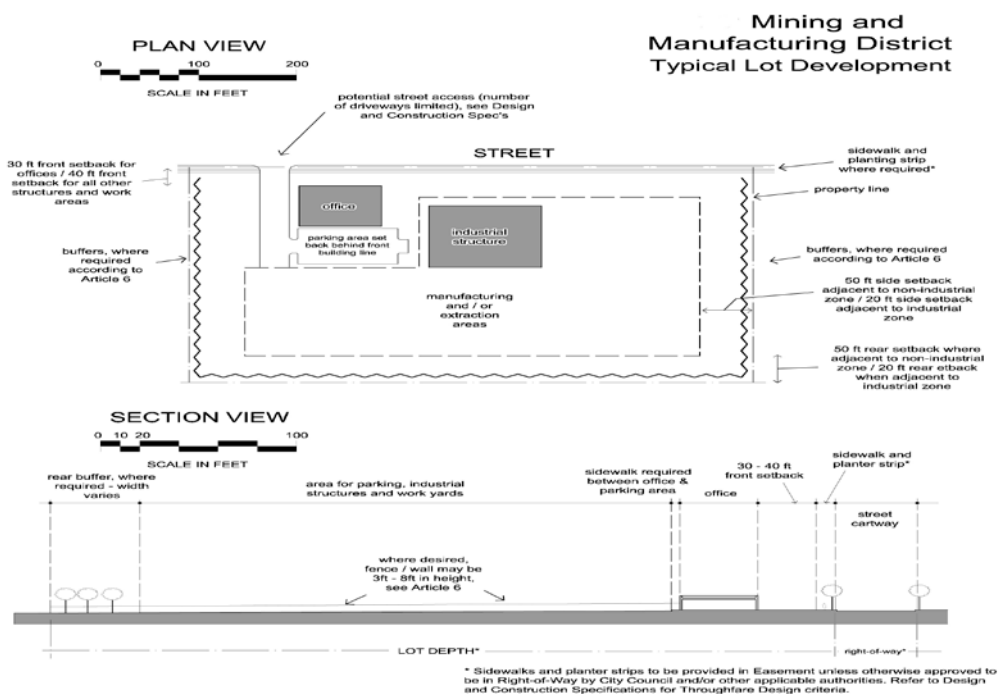 Mining and
Manufacturing District
Typical Lot Development
PLAN VIEW
0 100 200
SCALE IN FEET
potential street access (number
of driveways limited), see Design
and Construction Spec's
STREET
30 ft front setback for
offices / 40 ft front
setback for all other
structures and work
areas
sidewalk and
planting strip
where required*
property line
office
industrial
structure
parking area set
back behind front
building line
buffers, where
required
according to
Article 6
buffers, where required
according to Article 6
manufacturing
and / or
extraction
areas
50 ft side setback
adjacent to non-industrial
zone / 20 ft side setback
adjacent to industrial
zone
50 ft rear setback where
adjacent to non-industrial
zone / 20 ft rear etback
when adjacent to
industrial zone
SECTION VIEW
0 10 20 100
SCALE IN FEET
rear buffer, where
required - width
varies
area for parking, industrial
structures and work yards
sidewalk required
between office &
parking area
office
30 - 40 ft
front setback
sidewalk and
planter strip*
street
cartway
where desired,
fence / wall may be
3ft - 8ft in height,
see Article 6
LOT DEPTH*
right-of-way*
* Sidewalks and planter strips to be provided in Easement unless otherwise approved to
be in Right-of-Way by City Council and/or other applicable authorities. Refer to Design
and Construction Specifications for Throughfare Design criteria.